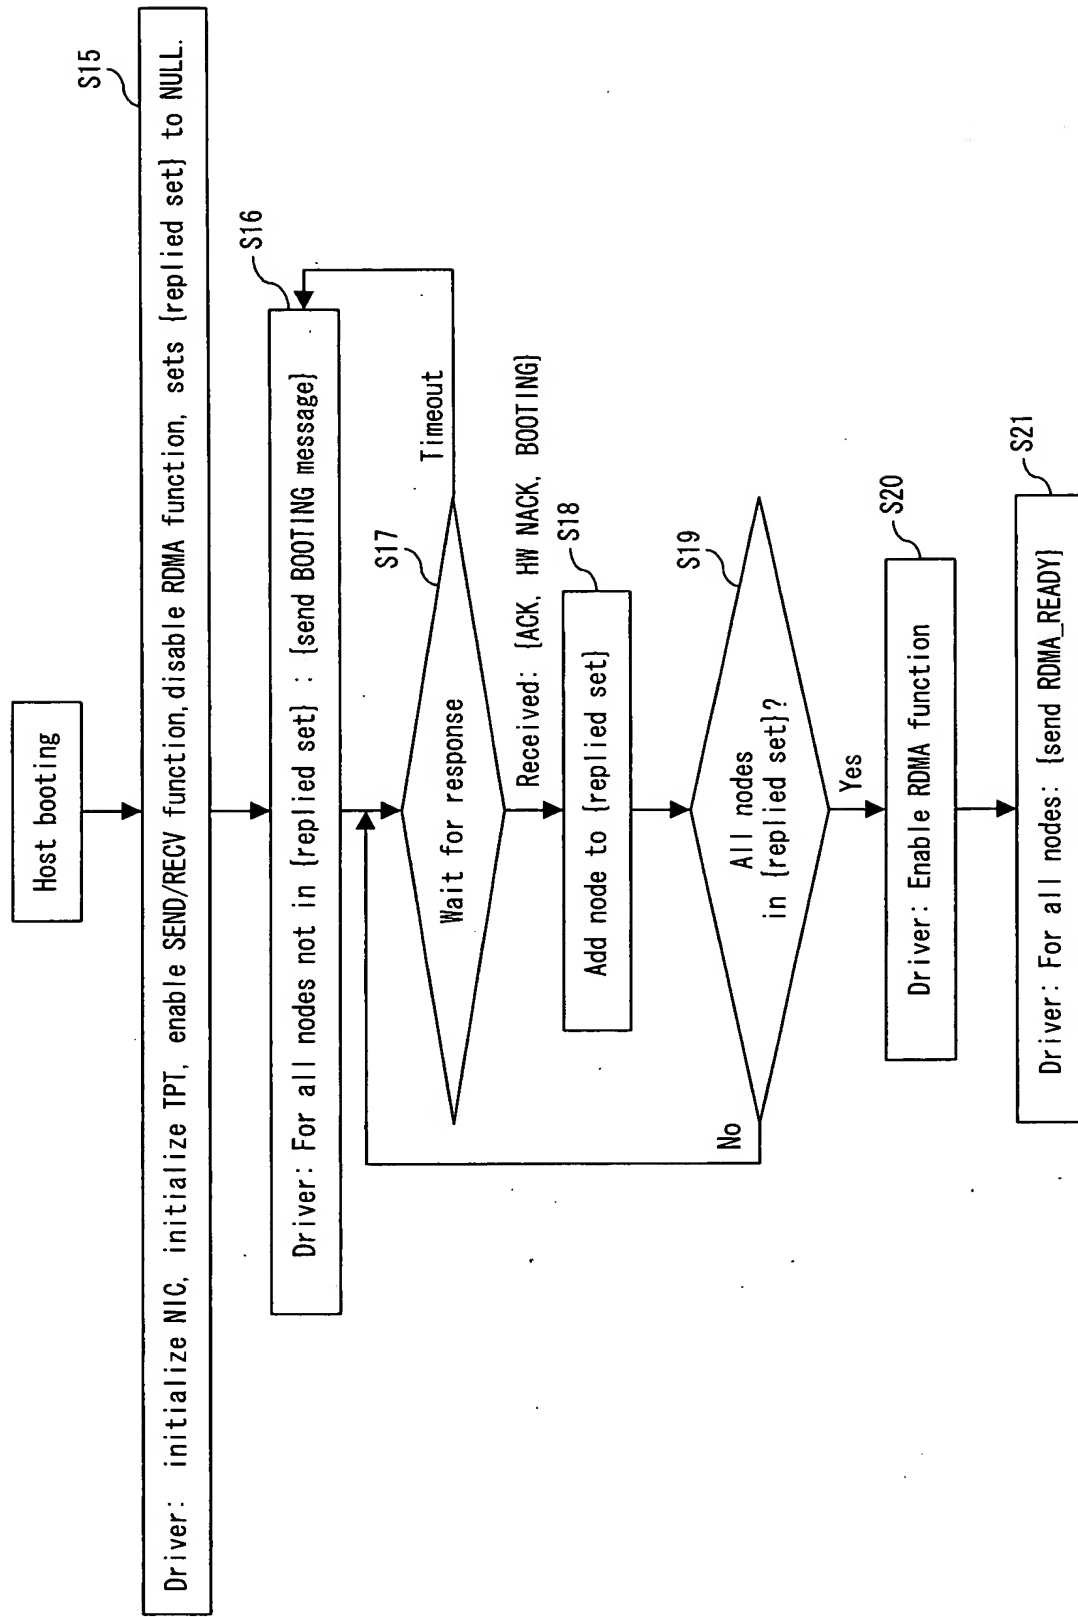 Host booting
S15
Driver: initialize NIC, initialize TPT, enable SEND/RECV function,disable RDMA function, sets {replied set} to NULL.
S16
Driver: For all nodes not in {replied set} : {send BOOTING message}
S17
Timeout
Wait for response
Received: {ACK, HW NACK, BOOTING}
S18
Add node to {replied set}
S19
All nodes
in {replied set}?
No
Yes
S20
Driver: Enable RDMA function
S21
Driver: For all nodes: {send RDMA_READY}